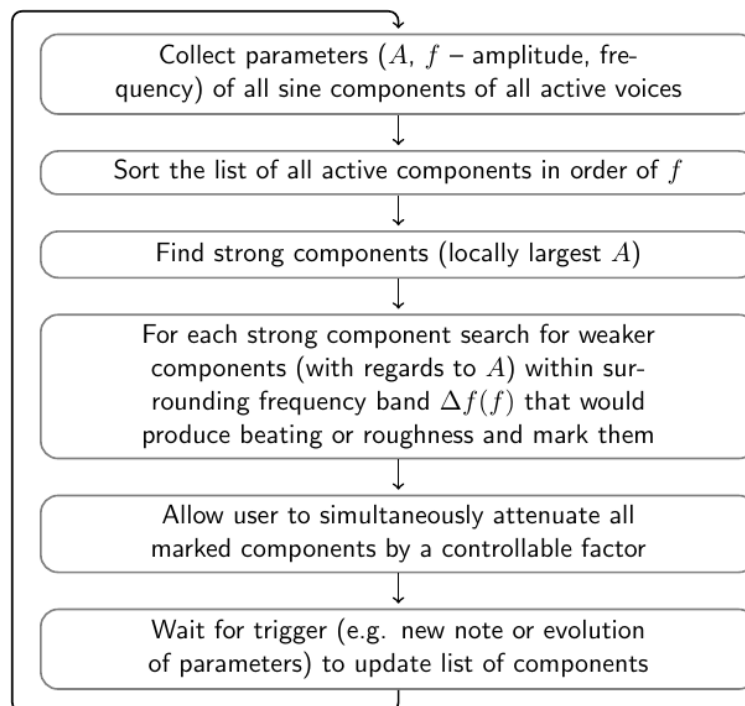 Collect parameters (A, f – amplitude, fre-
quency) of all sine components of all active voices
Sort the list of all active components in order of f
Find strong components (locally largest A)
For each strong component search for weaker
components (with regards to A) within sur-
rounding frequency band Δf(f) that would
produce beating or roughness and mark them
Allow user to simultaneously attenuate all
marked components by a controllable factor
Wait for trigger (e.g. new note or evolution
of parameters) to update list of components